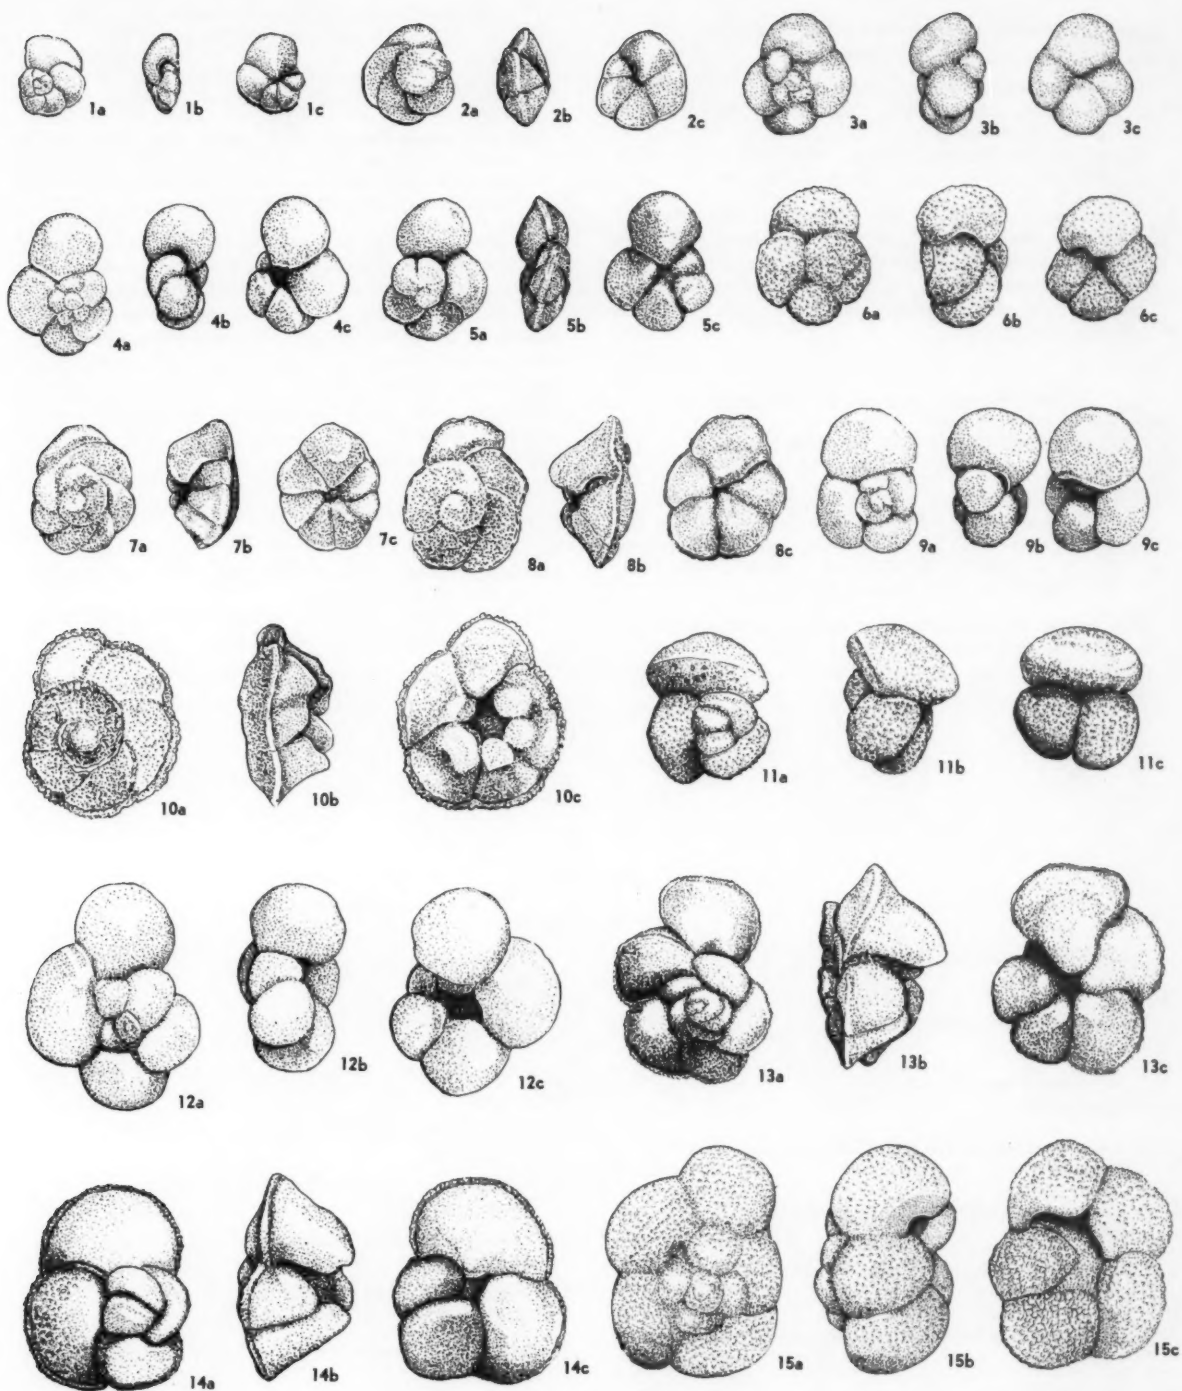 1a 1b 1c 2a 2b 2c 3a 3b 3c
4a 4b 4c 5a 5b 5c 6a 6b 6c
7a 7b 7c 8a 8b 8c 9a 9b 9c
10a 10b 10c 11a 11b 11c
12a 12b 12c 13a 13b 13c
14a 14b 14c 15a 15b 15c